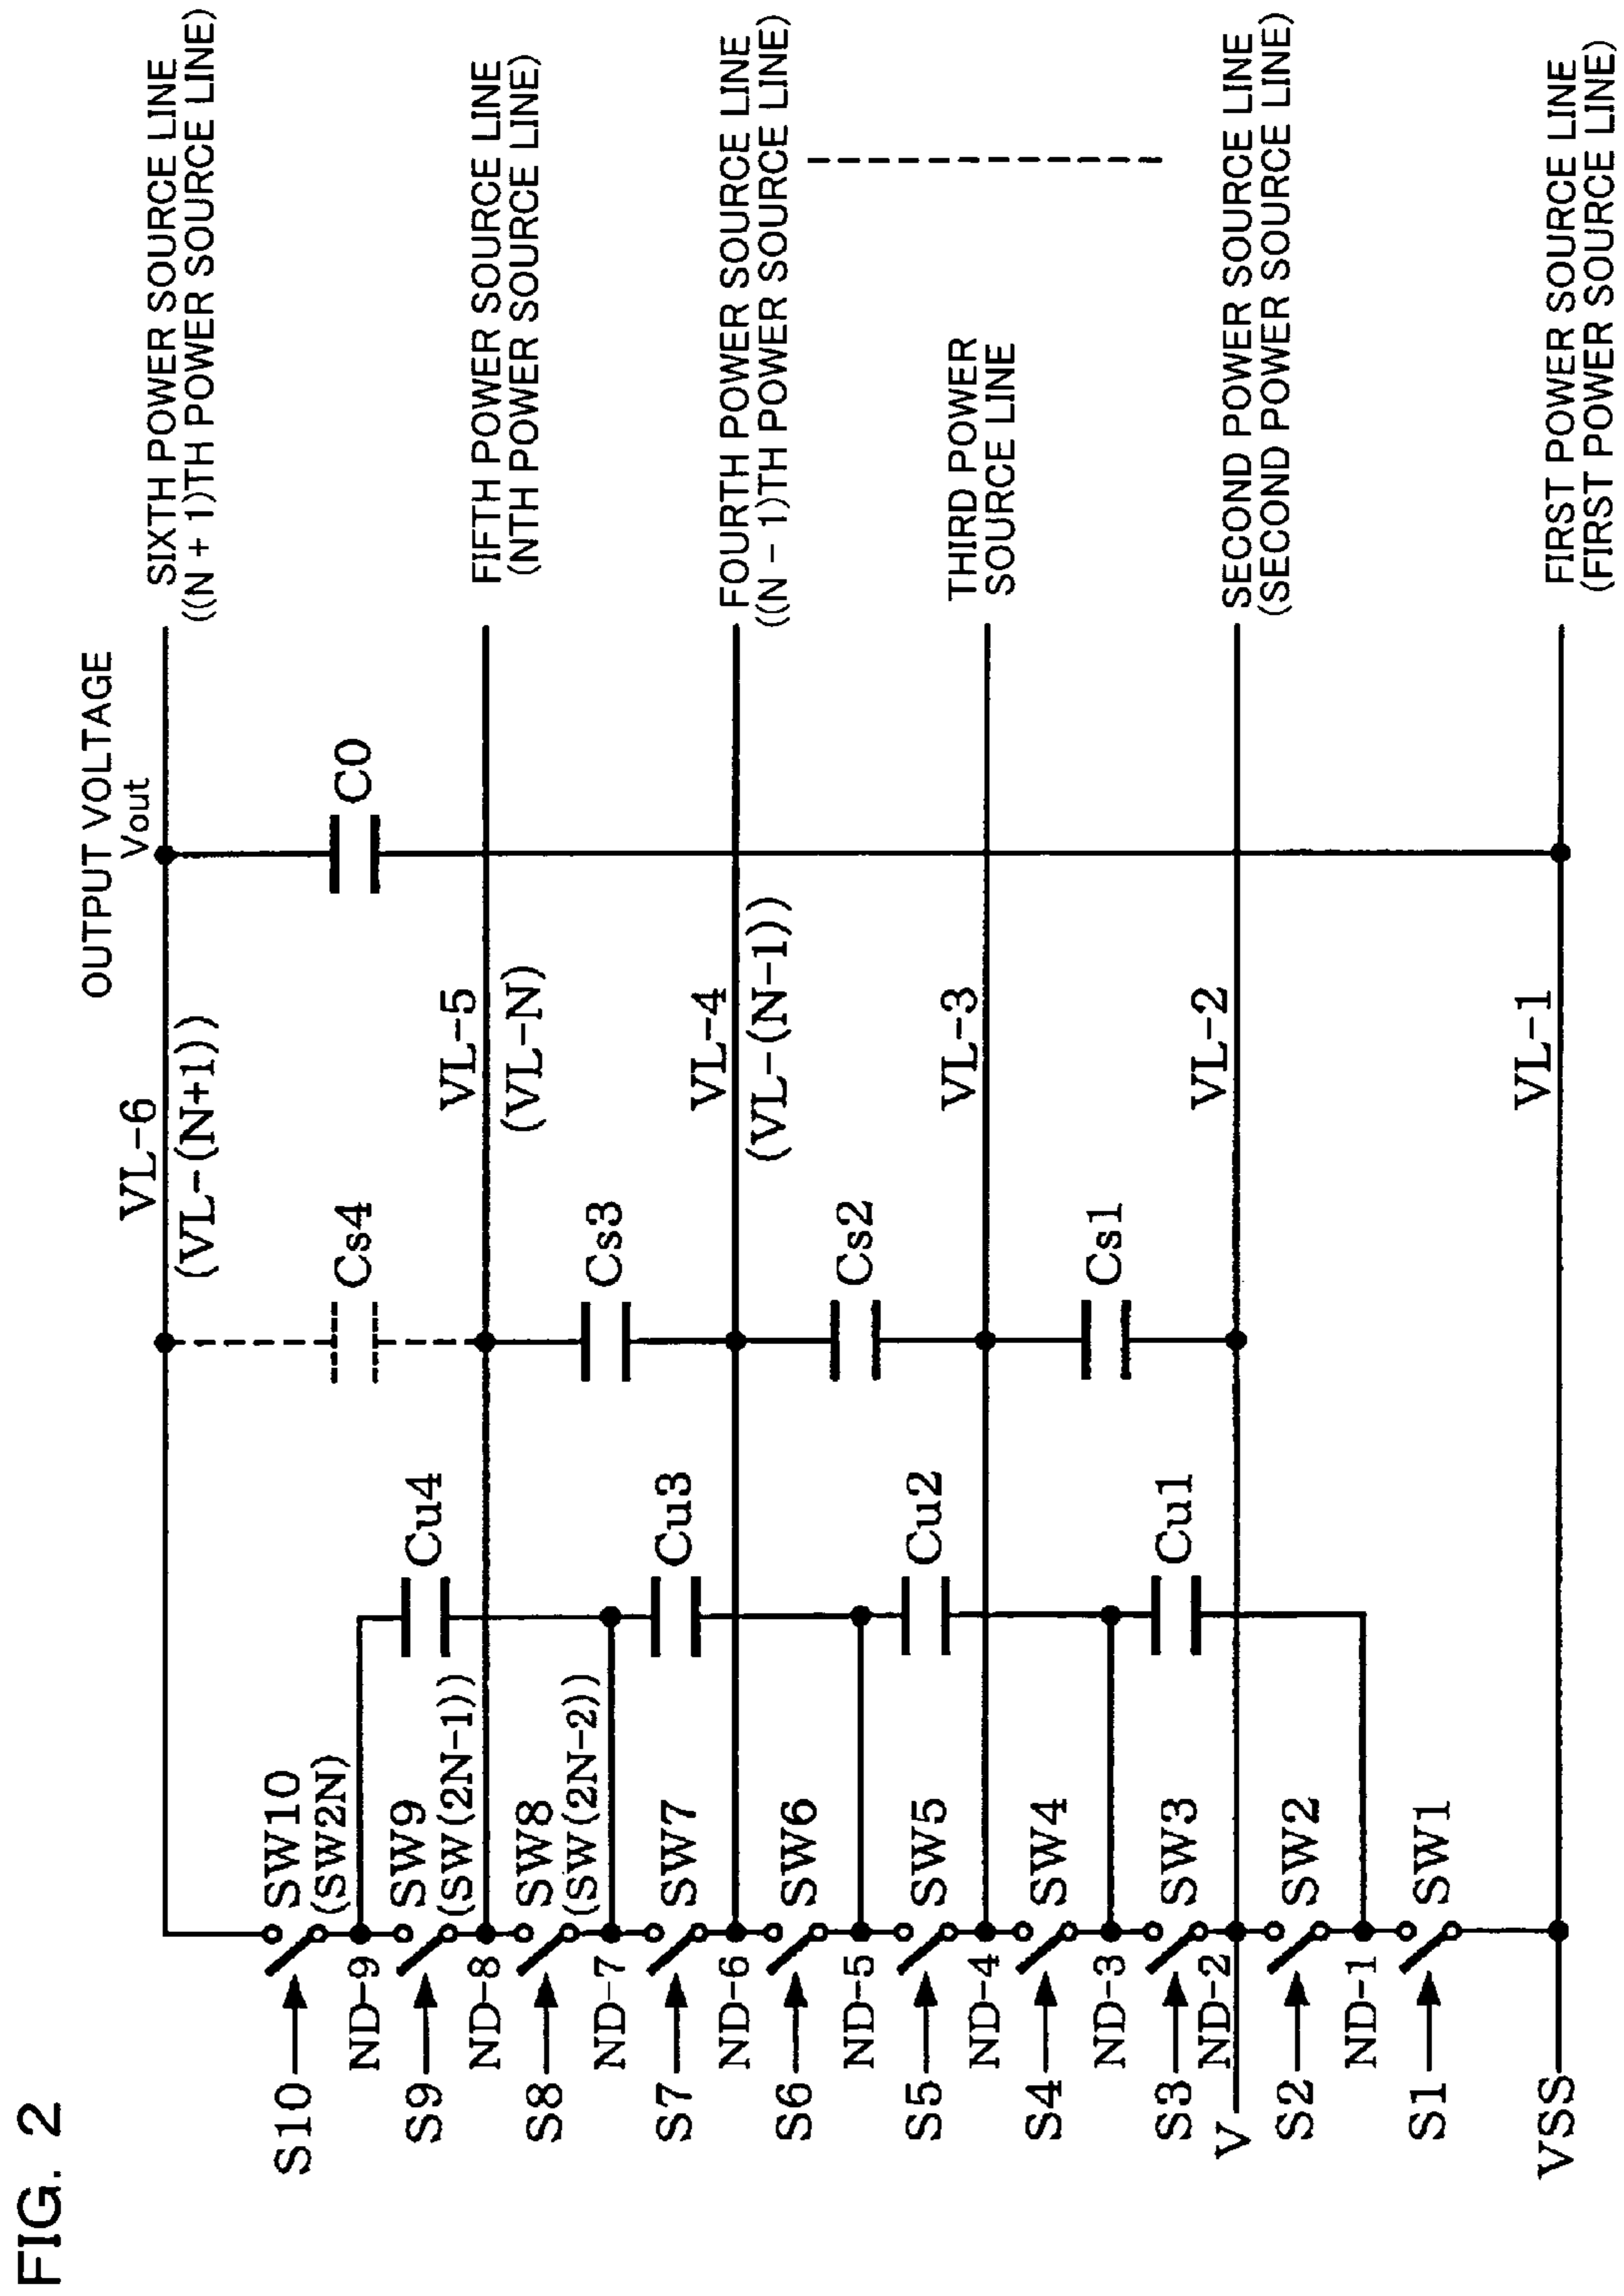 FIG. 2
OUTPUT VOLTAGE
Vout
VL-6
(VL-(N+1))
SIXTH POWER SOURCE LINE
((N + 1)TH POWER SOURCE LINE)
S10
SW10
(SW2N)
ND-9
Cu4
Cs4
C0
S9
SW9
(SW(2N-1))
ND-8
VL-5
(VL-N)
FIFTH POWER SOURCE LINE
(NTH POWER SOURCE LINE)
S8
SW8
(SW(2N-2))
ND-7
Cu3
Cs3
S7
SW7
ND-6
VL-4
(VL-(N-1))
FOURTH POWER SOURCE LINE
((N - 1)TH POWER SOURCE LINE)
S6
SW6
ND-5
Cu2
Cs2
S5
SW5
ND-4
VL-3
THIRD POWER
SOURCE LINE
S4
SW4
ND-3
Cu1
Cs1
S3
SW3
ND-2
V
VL-2
SECOND POWER SOURCE LINE
(SECOND POWER SOURCE LINE)
S2
SW2
ND-1
S1
SW1
VSS
VL-1
FIRST POWER SOURCE LINE
(FIRST POWER SOURCE LINE)